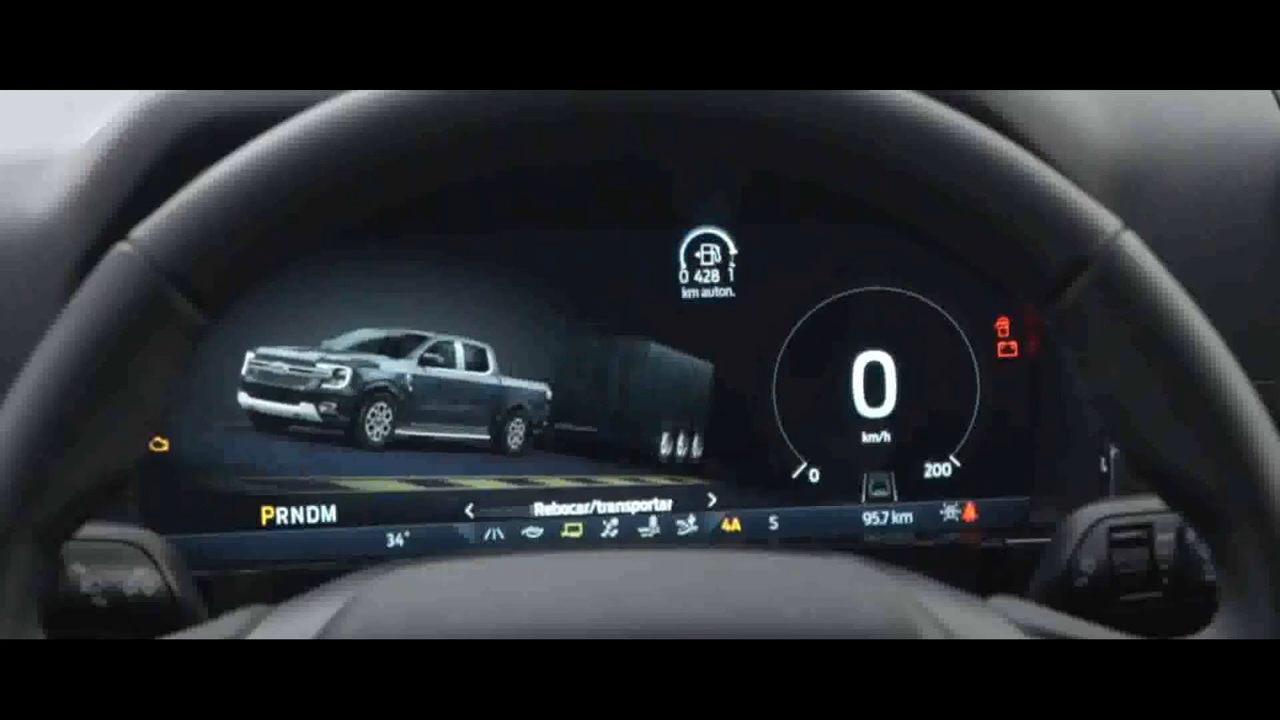 0 428 1
km auton.
0
km/h
0 200
PRNDM
Rebocar/transportar
34°
4A S
95.7 km